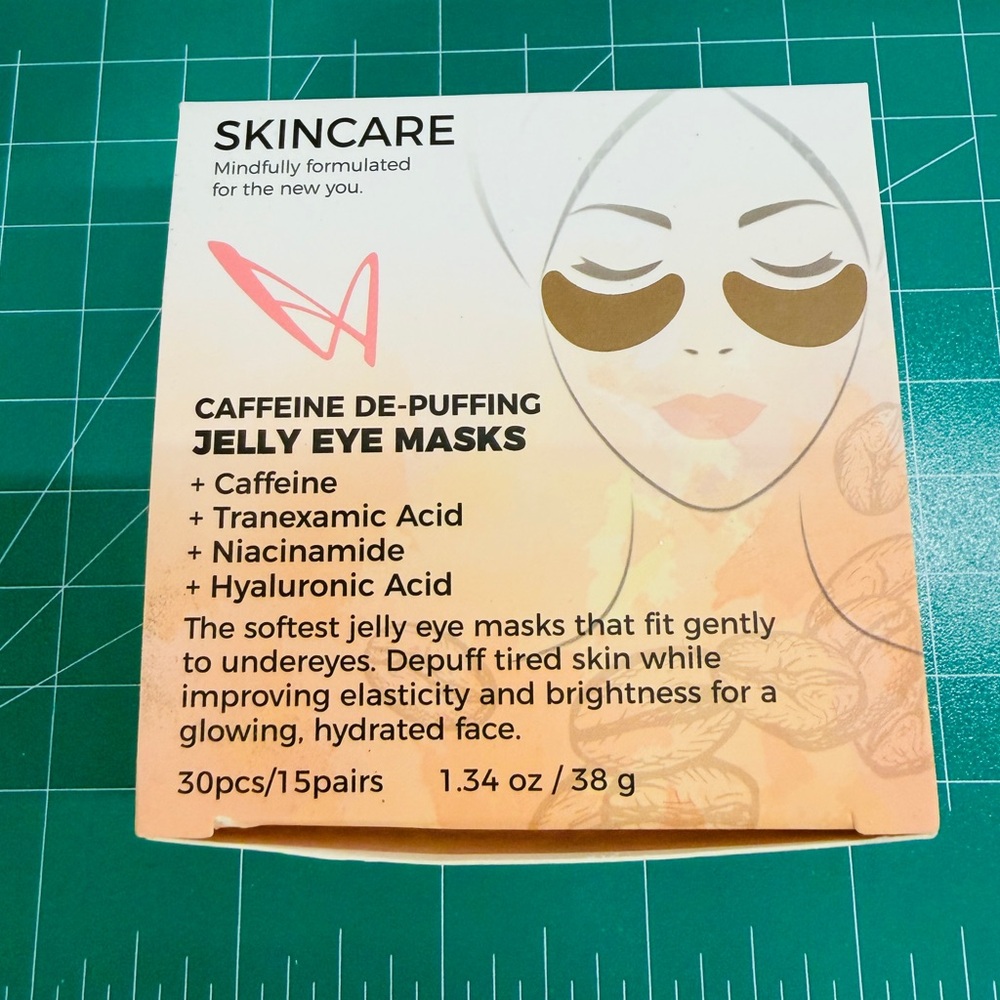 SKINCARE
Mindfully formulated
for the new you.
CAFFEINE DE-PUFFING
JELLY EYE MASKS
+ Caffeine
+ Tranexamic Acid
+ Niacinamide
+ Hyaluronic Acid
The softest jelly eye masks that fit gently
to undereyes. Depuff tired skin while
improving elasticity and brightness for a
glowing, hydrated face.
30pcs/15pairs 1.34 oz / 38 g